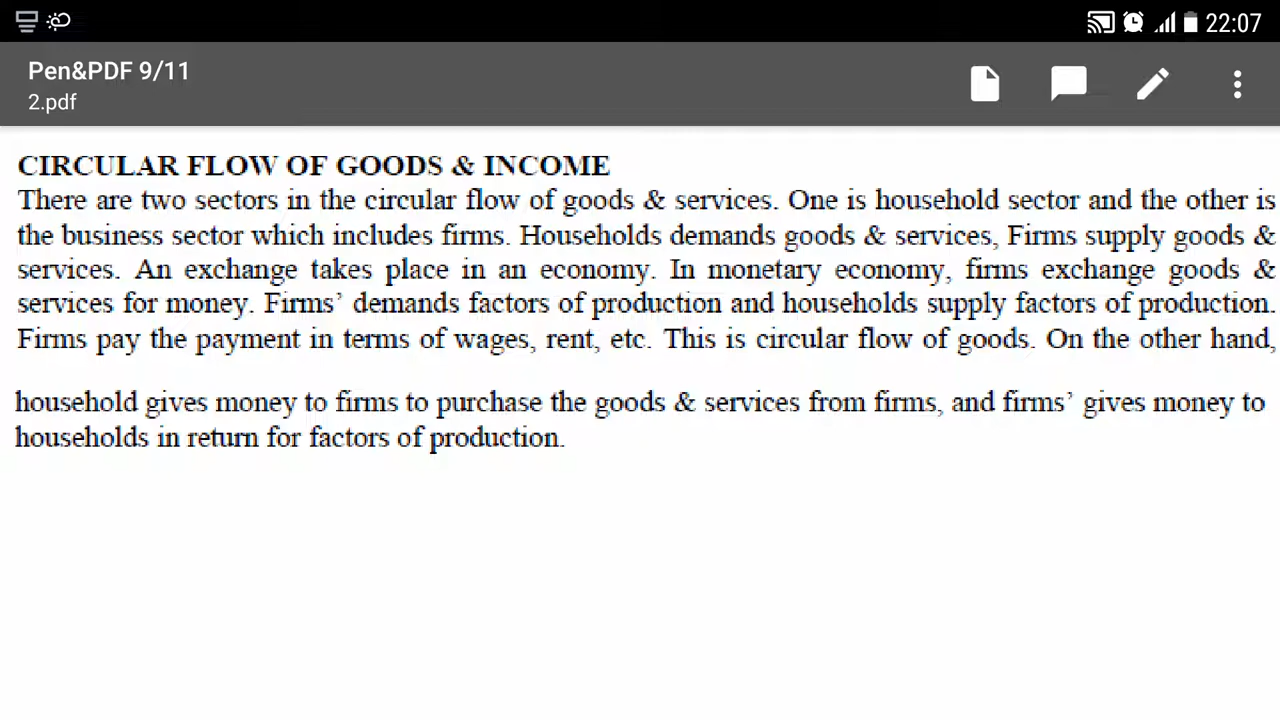 22:07
Pen&PDF 9/11
2.pdf
CIRCULAR FLOW OF GOODS & INCOME
There are two sectors in the circular flow of goods & services. One is household sector and the other is
the business sector which includes firms. Households demands goods & services, Firms supply goods &
services. An exchange takes place in an economy. In monetary economy, firms exchange goods &
services for money. Firms’ demands factors of production and households supply factors of production.
Firms pay the payment in terms of wages, rent, etc. This is circular flow of goods. On the other hand,
household gives money to firms to purchase the goods & services from firms, and firms’ gives money to
households in return for factors of production.